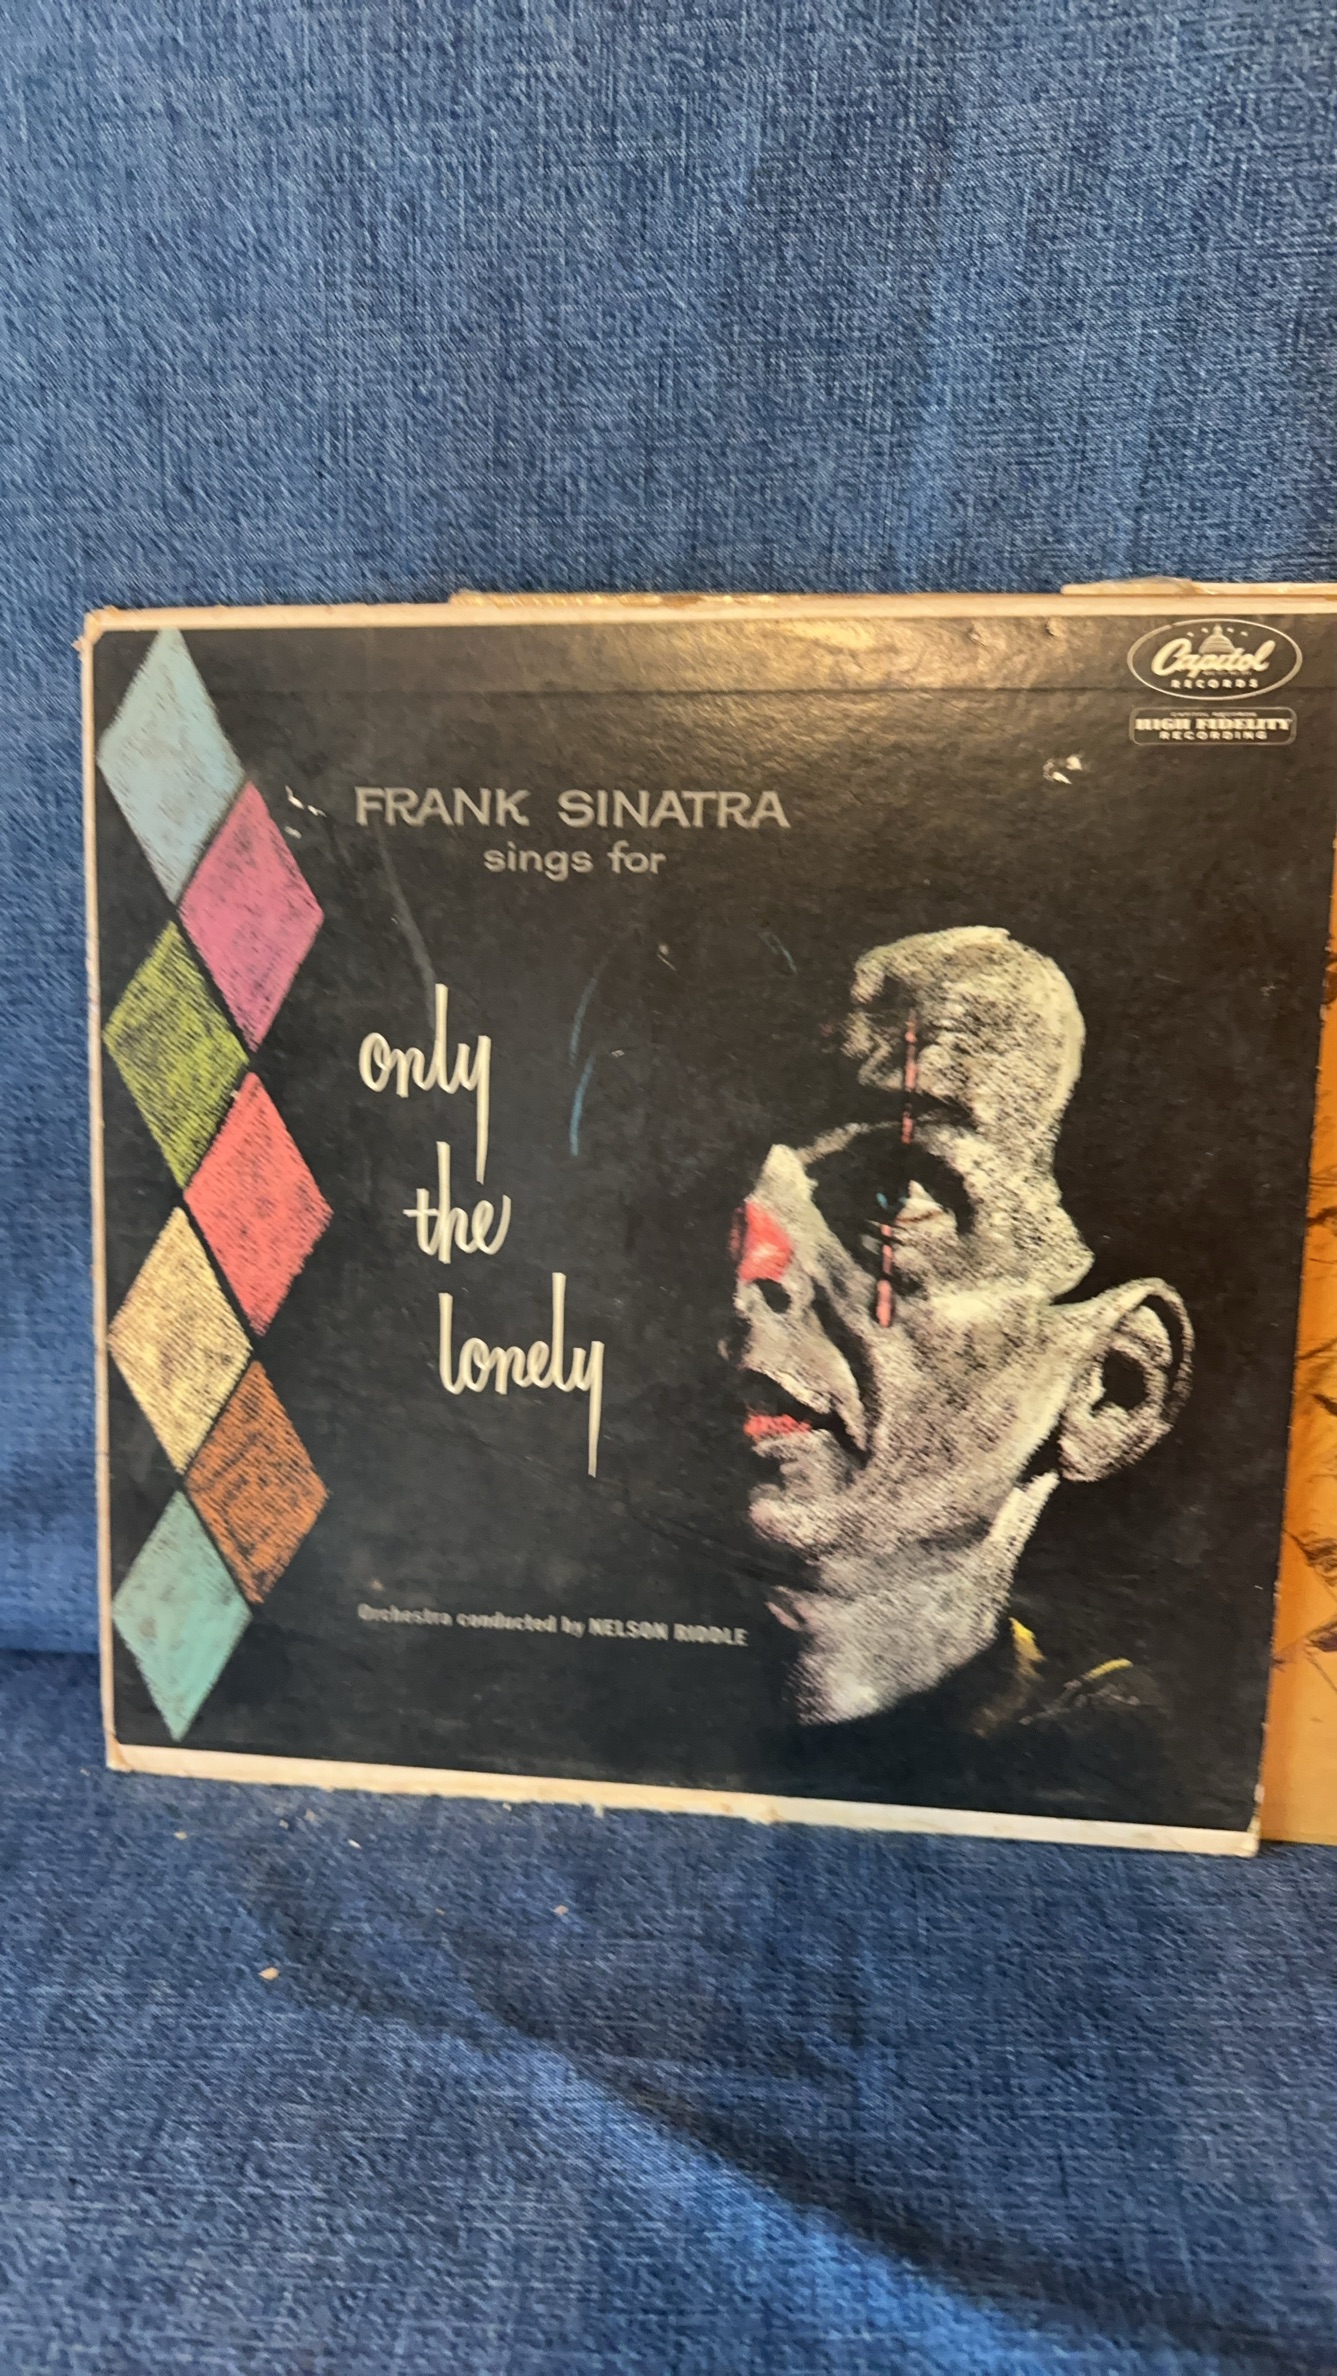 Capitol
RECORDS
HIGH FIDELITY
RECORDING
FRANK SINATRA
sings for
only
the
lonely
Orchestra conducted by NELSON RIDDLE